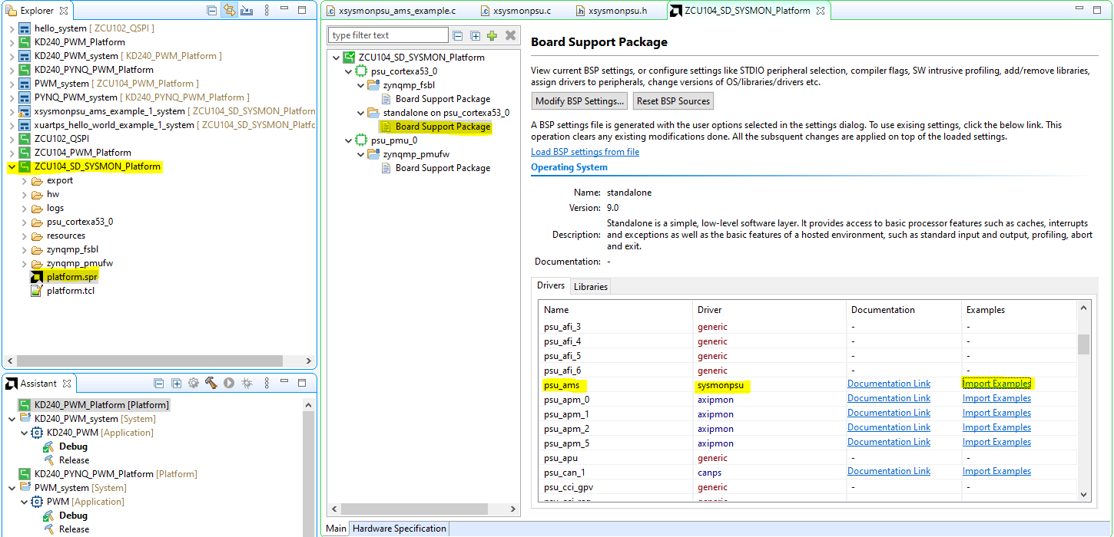 Explorer
hello_system [ ZCU102_QSPI ]
KD240_PWM_Platform
KD240_PWM_system [ KD240_PWM_Platform ]
KD240_PYNQ_PWM_Platform
PWM_system [ ZCU104_PWM_Platform ]
PYNQ_PWM_system [ KD240_PYNQ_PWM_Platform ]
xsysmonpsu_ams_example_1_system [ ZCU104_SD_SYSMON_Platform ]
xuartps_hello_world_example_1_system [ ZCU104_SD_SYSMON_Platform
ZCU102_QSPI
ZCU104_PWM_Platform
ZCU104_SD_SYSMON_Platform
export
hw
logs
psu_cortexa53_0
resources
zynqmp_fsbl
zynqmp_pmufw
platform.spr
platform.tcl
Assistant
KD240_PWM_Platform [Platform]
KD240_PWM_system [System]
KD240_PWM [Application]
Debug
Release
KD240_PYNQ_PWM_Platform [Platform]
PWM_system [System]
PWM [Application]
Debug
Release
xsysmonpsu_ams_example.c
xsysmonpsu.c
xsysmonpsu.h
ZCU104_SD_SYSMON_Platform
type filter text
ZCU104_SD_SYSMON_Platform
psu_cortexa53_0
zynqmp_fsbl
Board Support Package
standalone on psu_cortexa53_0
Board Support Package
psu_pmu_0
zynqmp_pmufw
Board Support Package
Board Support Package
View current BSP settings, or configure settings like STDIO peripheral selection, compiler flags, SW intrusive profiling, add/remove libraries,
assign drivers to peripherals, change versions of OS/libraries/drivers etc.
Modify BSP Settings... Reset BSP Sources
A BSP settings file is generated with the user options selected in the settings dialog. To use existing settings, click the below link. This
operation clears any existing modifications done. All the subsquent changes are applied on top of the loaded settings.
Load BSP settings from file
Operating System
Name: standalone
Version: 9.0
Description: Standalone is a simple, low-level software layer. It provides access to basic processor features such as caches, interrupts
and exceptions as well as the basic features of a hosted environment, such as standard input and output, profiling, abort
and exit.
Documentation: -
Drivers Libraries
Name Driver Documentation Examples
psu_afi_3 generic - -
psu_afi_4 generic - -
psu_afi_5 generic - -
psu_afi_6 generic - -
psu_ams sysmonpsu Documentation Link Import Examples
psu_apm_0 axipmon Documentation Link Import Examples
psu_apm_1 axipmon Documentation Link Import Examples
psu_apm_2 axipmon Documentation Link Import Examples
psu_apm_5 axipmon Documentation Link Import Examples
psu_apu generic - -
psu_can_1 canps Documentation Link Import Examples
psu_cci_gpv generic - -
psu_cci_reg generic
Main Hardware Specification